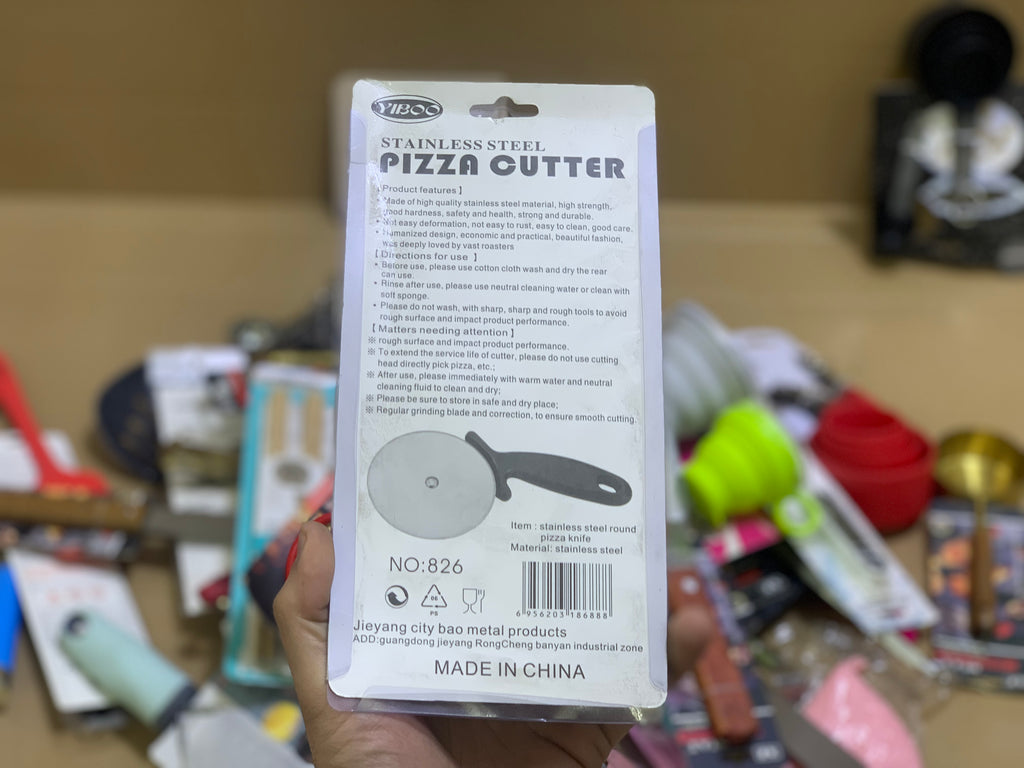 YIBOO
STAINLESS STEEL
PIZZA CUTTER
【Product features】
• Made of high quality stainless steel material, high strength,
good hardness, safety and health, strong and durable.
• Not easy deformation, not easy to rust, easy to clean, good care.
• Humanized design, economic and practical, beautiful fashion,
was deeply loved by vast roasters
【Directions for use 】
• Before use, please use cotton cloth wash and dry the rear
can use.
• Rinse after use, please use neutral cleaning water or clean with
soft sponge.
• Please do not wash, with sharp, sharp and rough tools to avoid
rough surface and impact product performance.
【Matters needing attention】
※ rough surface and impact product performance.
※ To extend the service life of cutter, please do not use cutting
head directly pick pizza, etc.;
※ After use, please immediately with warm water and neutral
cleaning fluid to clean and dry;
※ Please be sure to store in safe and dry place;
※ Regular grinding blade and correction, to ensure smooth cutting.
Item : stainless steel round
pizza knife
Material: stainless steel
NO:826
06
PS
6 956203 186888
Jieyang city bao metal products
ADD:guangdong jieyang RongCheng banyan industrial zone
MADE IN CHINA